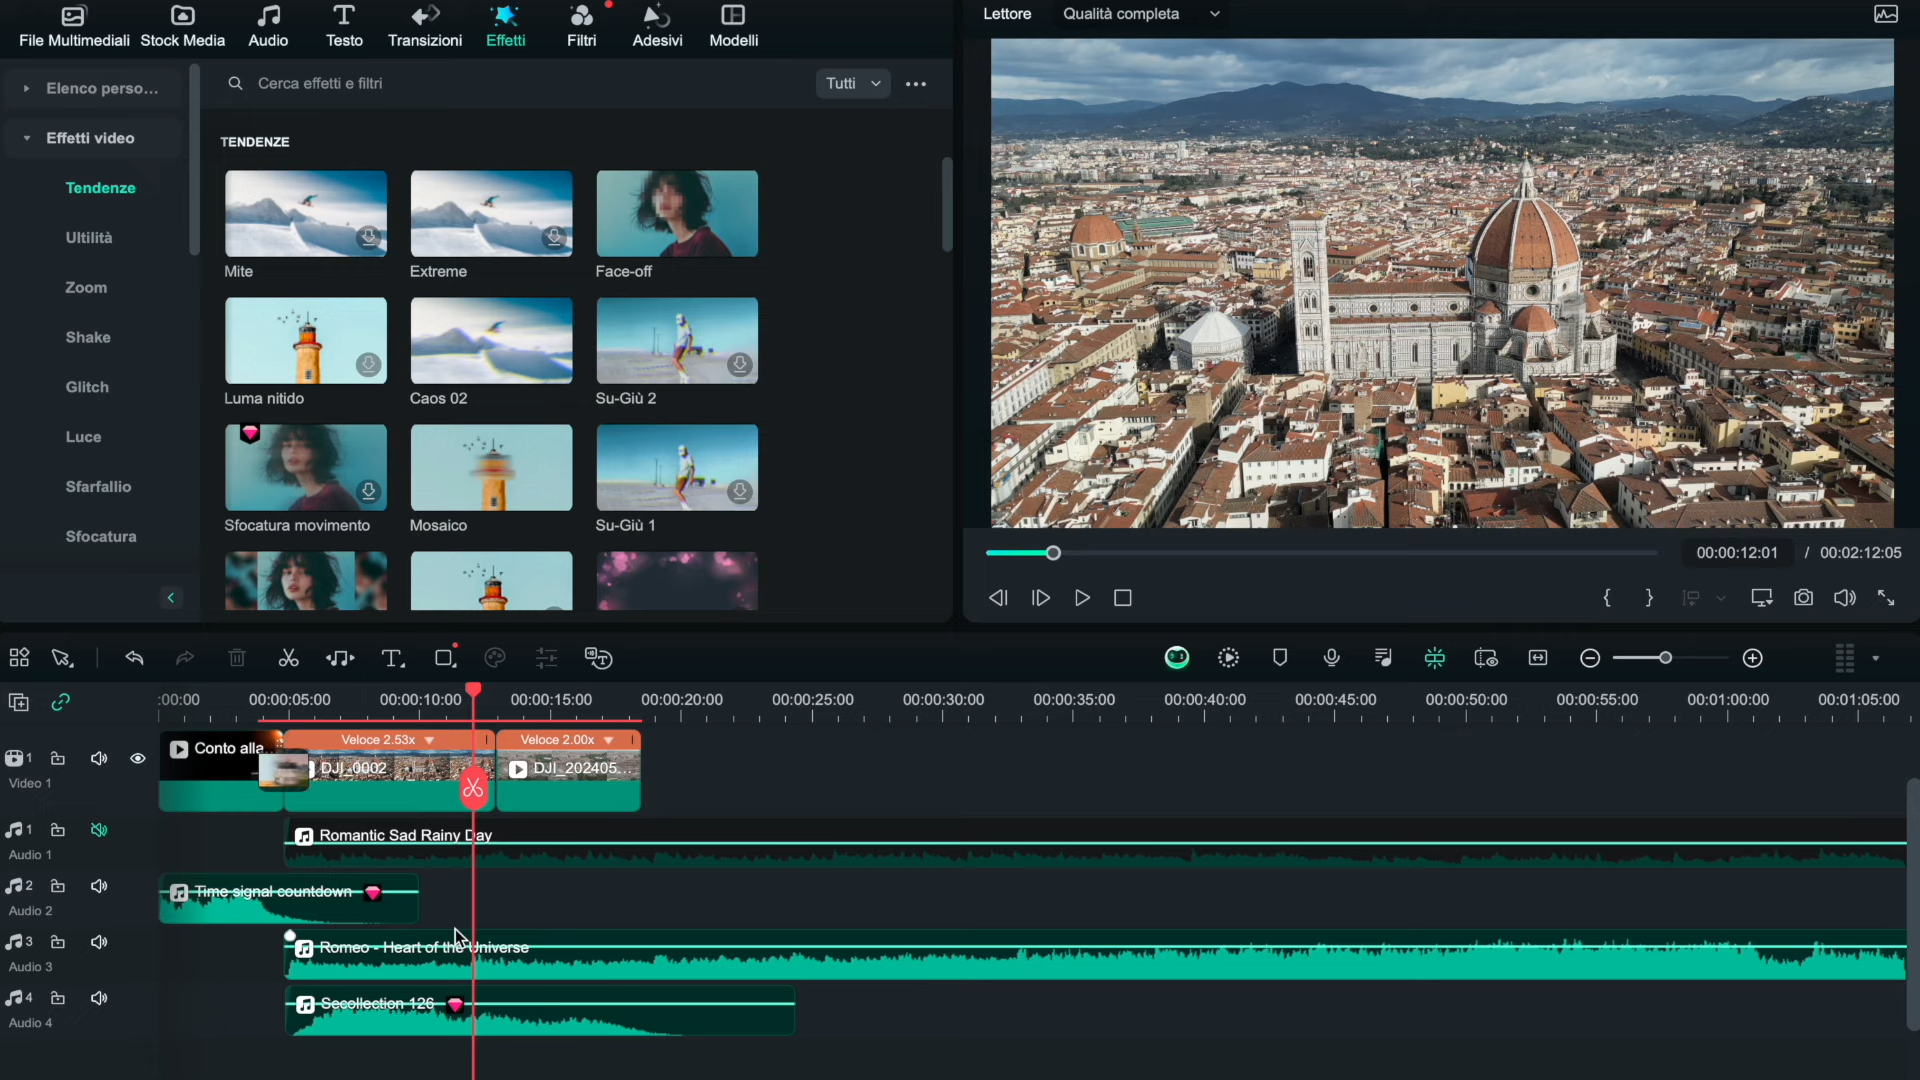 File Multimediali
Stock Media
Audio
Testo
Transizioni
Effetti
Filtri
Adesivi
Modelli
Lettore
Qualità completa
Elenco perso...
Effetti video
Tendenze
Ultilità
Zoom
Shake
Glitch
Luce
Sfarfallio
Sfocatura
Cerca effetti e filtri
Tutti
TENDENZE
Mite
Extreme
Face-off
Luma nitido
Caos 02
Su-Giù 2
Sfocatura movimento
Mosaico
Su-Giù 1
00:00:12:01 / 00:02:12:05
:00:00
00:00:05:00
00:00:10:00
00:00:15:00
00:00:20:00
00:00:25:00
00:00:30:00
00:00:35:00
00:00:40:00
00:00:45:00
00:00:50:00
00:00:55:00
00:01:00:00
00:01:05:00
1
Video 1
Conto alla...
Veloce 2.53x
DJI_0002
Veloce 2.00x
DJI_202405...
1
Audio 1
Romantic Sad Rainy Day
2
Audio 2
Time signal countdown
3
Audio 3
Romeo - Heart of the Universe
4
Audio 4
Secollection 126